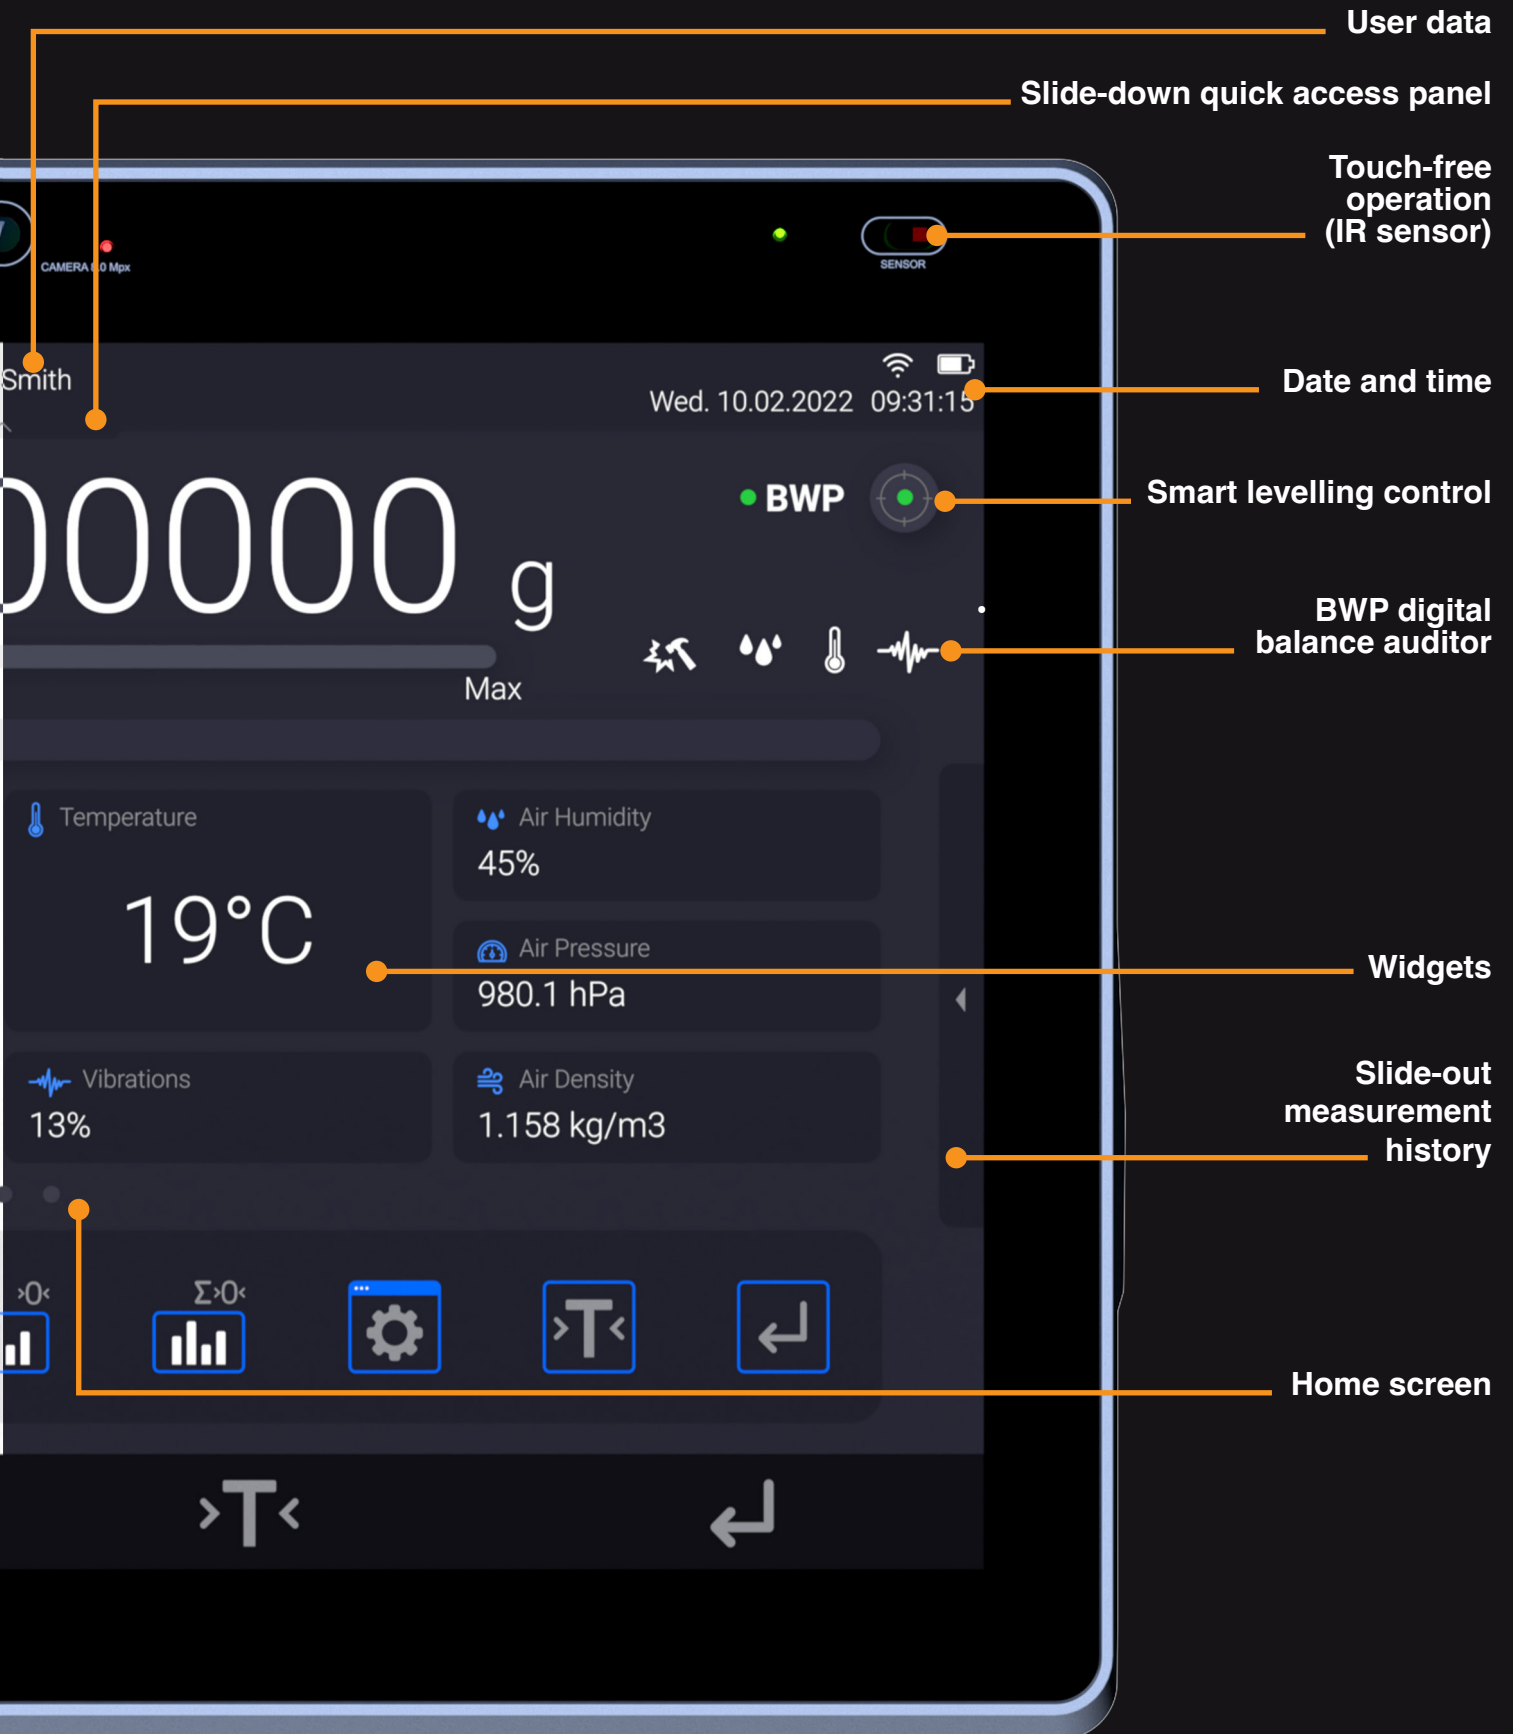 User data
Slide-down quick access panel
Touch-free
operation
(IR sensor)
SENSOR
Smith
Wed. 10.02.2022 09:31:15
Date and time
00000 g
BWP
Smart levelling control
BWP digital
balance auditor
Max
Temperature
19°C
Air Humidity
45%
Air Pressure
980.1 hPa
Widgets
Vibrations
13%
Air Density
1.158 kg/m3
Slide-out
measurement
history
>0<
Σ>0<
>T<
Home screen
>T<
CAMERA
Mpx